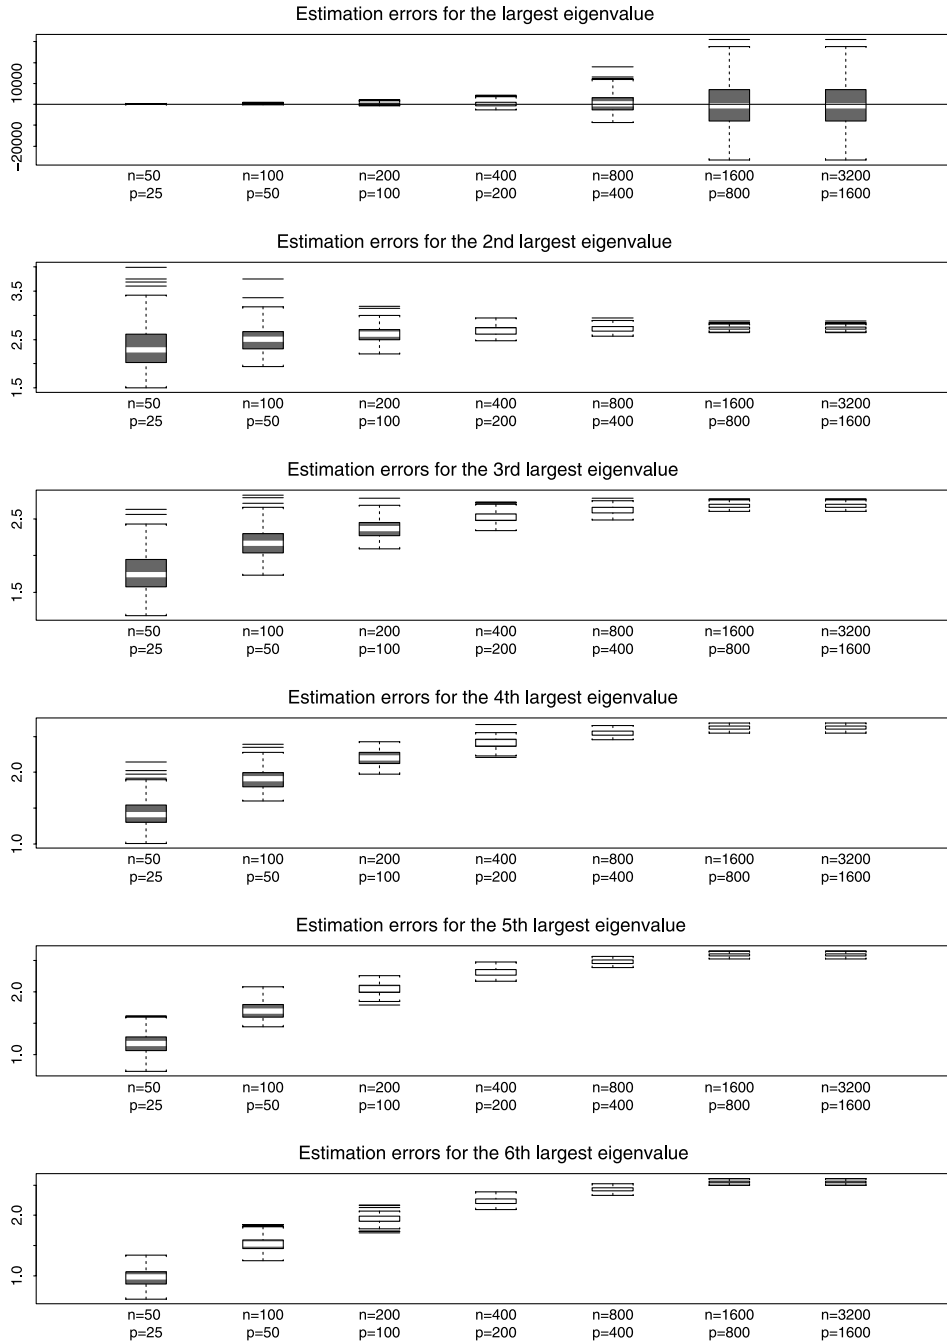 Estimation errors for the largest eigenvalue
10000
−20000
n=50 n=100 n=200 n=400 n=800 n=1600 n=3200
p=25 p=50 p=100 p=200 p=400 p=800 p=1600
Estimation errors for the 2nd largest eigenvalue
3.5
2.5
1.5
n=50 n=100 n=200 n=400 n=800 n=1600 n=3200
p=25 p=50 p=100 p=200 p=400 p=800 p=1600
Estimation errors for the 3rd largest eigenvalue
2.5
1.5
n=50 n=100 n=200 n=400 n=800 n=1600 n=3200
p=25 p=50 p=100 p=200 p=400 p=800 p=1600
Estimation errors for the 4th largest eigenvalue
2.0
1.0
n=50 n=100 n=200 n=400 n=800 n=1600 n=3200
p=25 p=50 p=100 p=200 p=400 p=800 p=1600
Estimation errors for the 5th largest eigenvalue
2.0
1.0
n=50 n=100 n=200 n=400 n=800 n=1600 n=3200
p=25 p=50 p=100 p=200 p=400 p=800 p=1600
Estimation errors for the 6th largest eigenvalue
2.0
1.0
n=50 n=100 n=200 n=400 n=800 n=1600 n=3200
p=25 p=50 p=100 p=200 p=400 p=800 p=1600